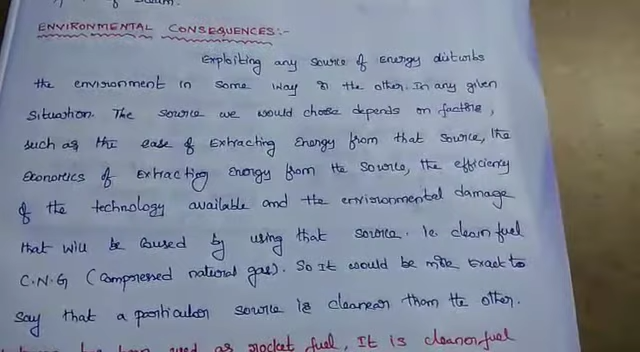 ENVIRONMENTAL CONSEQUENCES:-
Exploiting any source of Energy disturbs
the environment in some way or the other. In any given
situation. The source we would choose depends on factors,
such as the ease of Extracting Energy from that source, the
Economics of Extracting Energy from the source, the efficiency
of the technology available and the environmental damage
that will be caused by using that source. Ie. clean fuel
C.N.G (Compressed natural gas). So It would be more Exact to
say that a particular source is cleanear than the other.
as rocket fuel, It is cleaner fuel